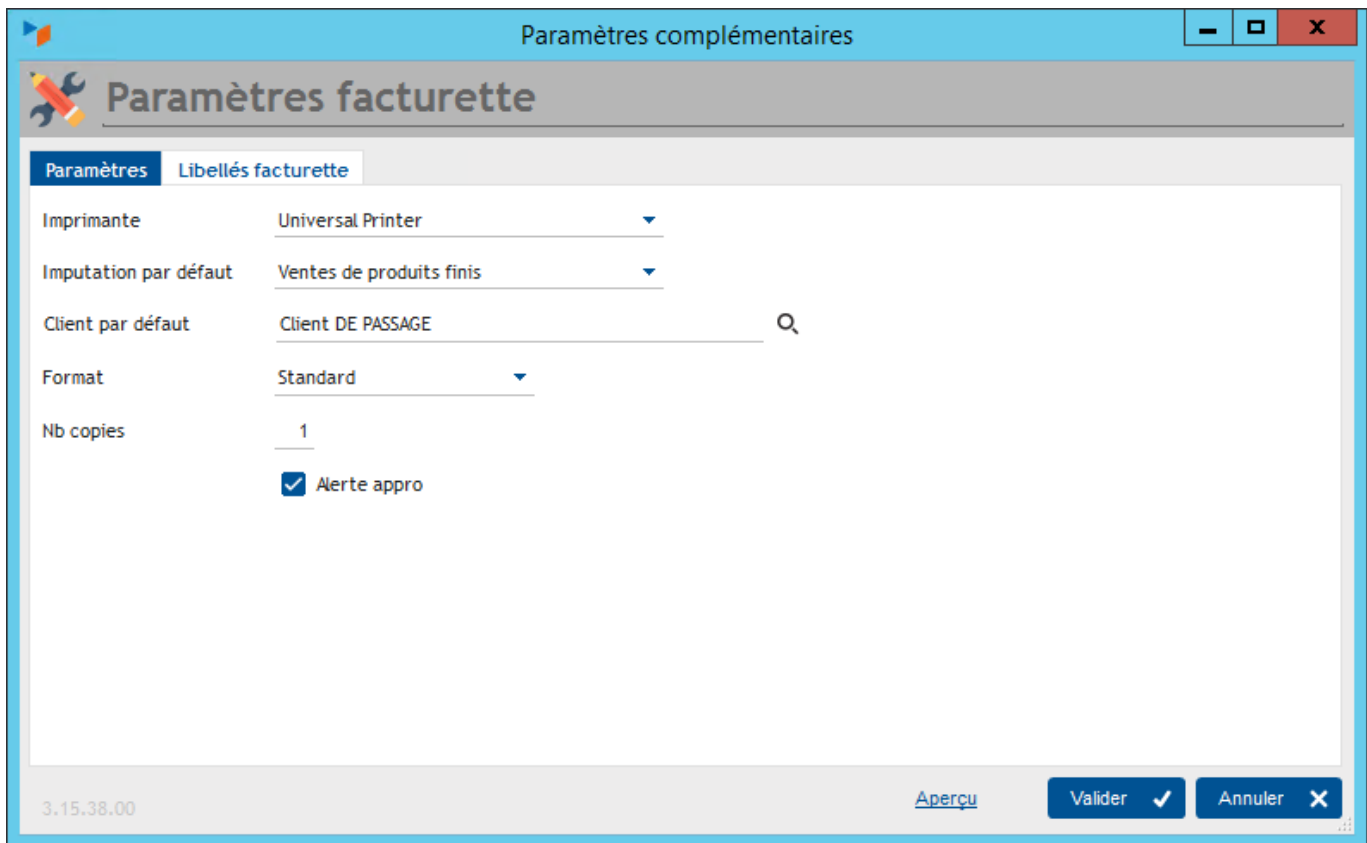 Paramètres complémentaires
Paramètres facturette
Paramètres Libellés facturette
Imprimante Universal Printer
Imputation par défaut Ventes de produits finis
Client par défaut Client DE PASSAGE
Format Standard
Nb copies 1
Alerte appro
3.15.38.00 Aperçu Valider Annuler